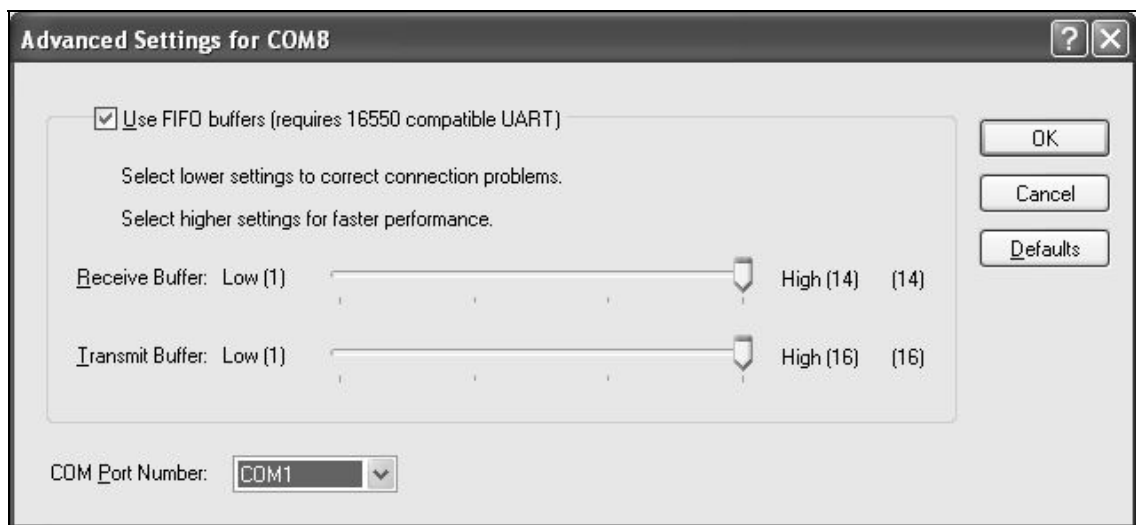 Advanced Settings for COM8
Use FIFO buffers (requires 16550 compatible UART)
OK
Select lower settings to correct connection problems.
Cancel
Select higher settings for faster performance.
Defaults
Receive Buffer: Low (1) High (14) (14)
Transmit Buffer: Low (1) High (16) (16)
COM Port Number: COM1